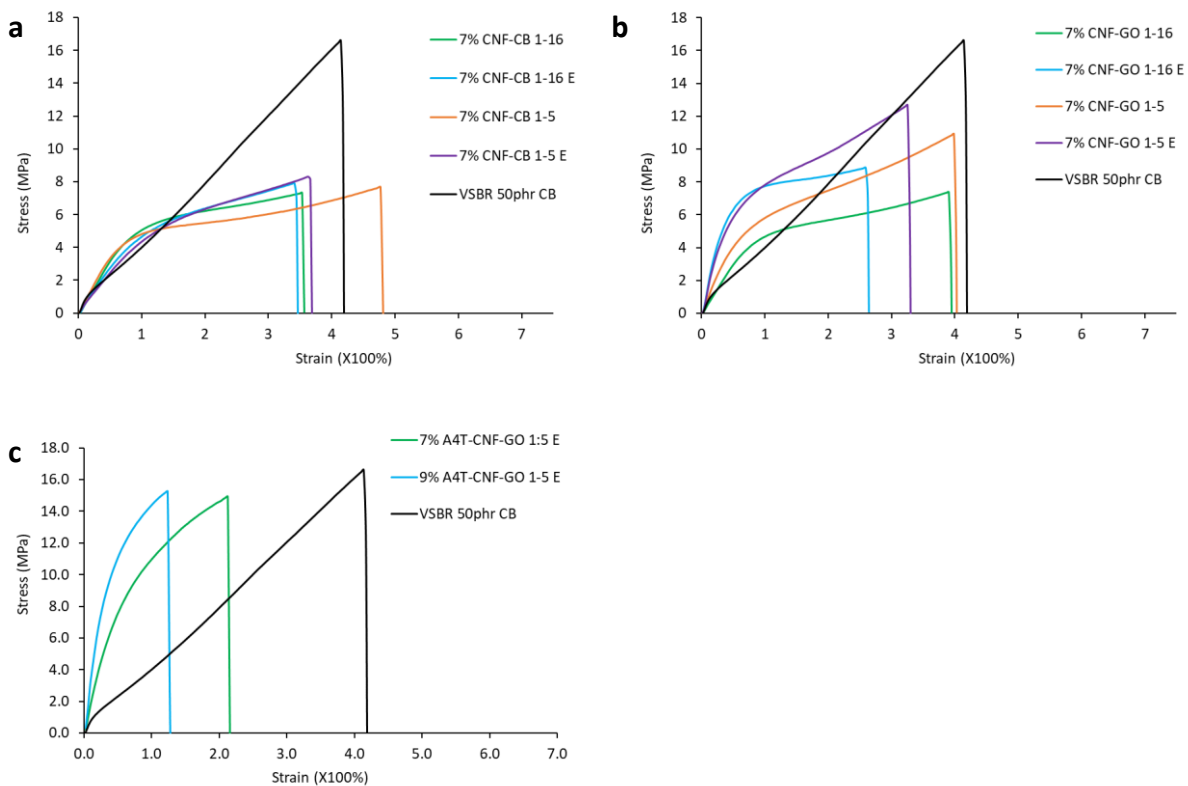 a
18
16
14
12
10
8
6
4
2
0
Stress (MPa)
0 1 2 3 4 5 6 7
Strain (X100%)
7% CNF-CB 1-16
7% CNF-CB 1-16 E
7% CNF-CB 1-5
7% CNF-CB 1-5 E
VSBR 50phr CB
b
18
16
14
12
10
8
6
4
2
0
Stress (MPa)
0 1 2 3 4 5 6 7
Strain (X100%)
7% CNF-GO 1-16
7% CNF-GO 1-16 E
7% CNF-GO 1-5
7% CNF-GO 1-5 E
VSBR 50phr CB
c
18.0
16.0
14.0
12.0
10.0
8.0
6.0
4.0
2.0
0.0
Stress (MPa)
0.0 1.0 2.0 3.0 4.0 5.0 6.0 7.0
Strain (X100%)
7% A4T-CNF-GO 1:5 E
9% A4T-CNF-GO 1-5 E
VSBR 50phr CB